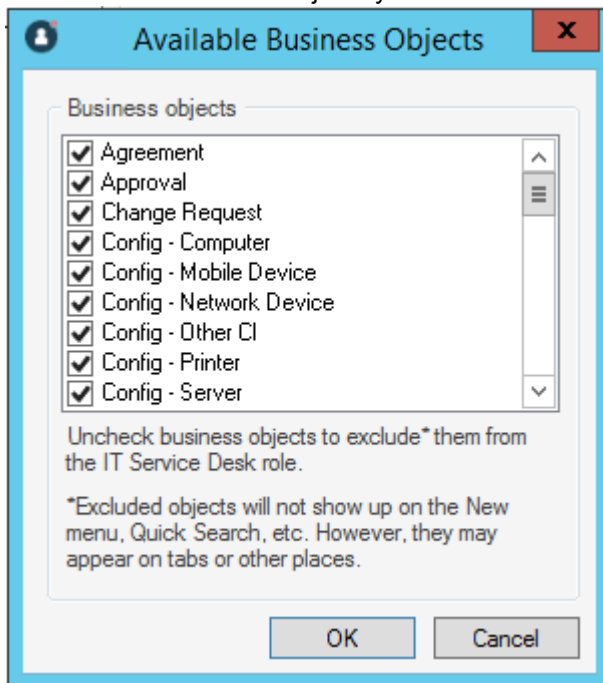 Available Business Objects
Business objects
Agreement
Approval
Change Request
Config - Computer
Config - Mobile Device
Config - Network Device
Config - Other CI
Config - Printer
Config - Server
Uncheck business objects to exclude* them from
the IT Service Desk role.
*Excluded objects will not show up on the New
menu, Quick Search, etc. However, they may
appear on tabs or other places.
OK
Cancel